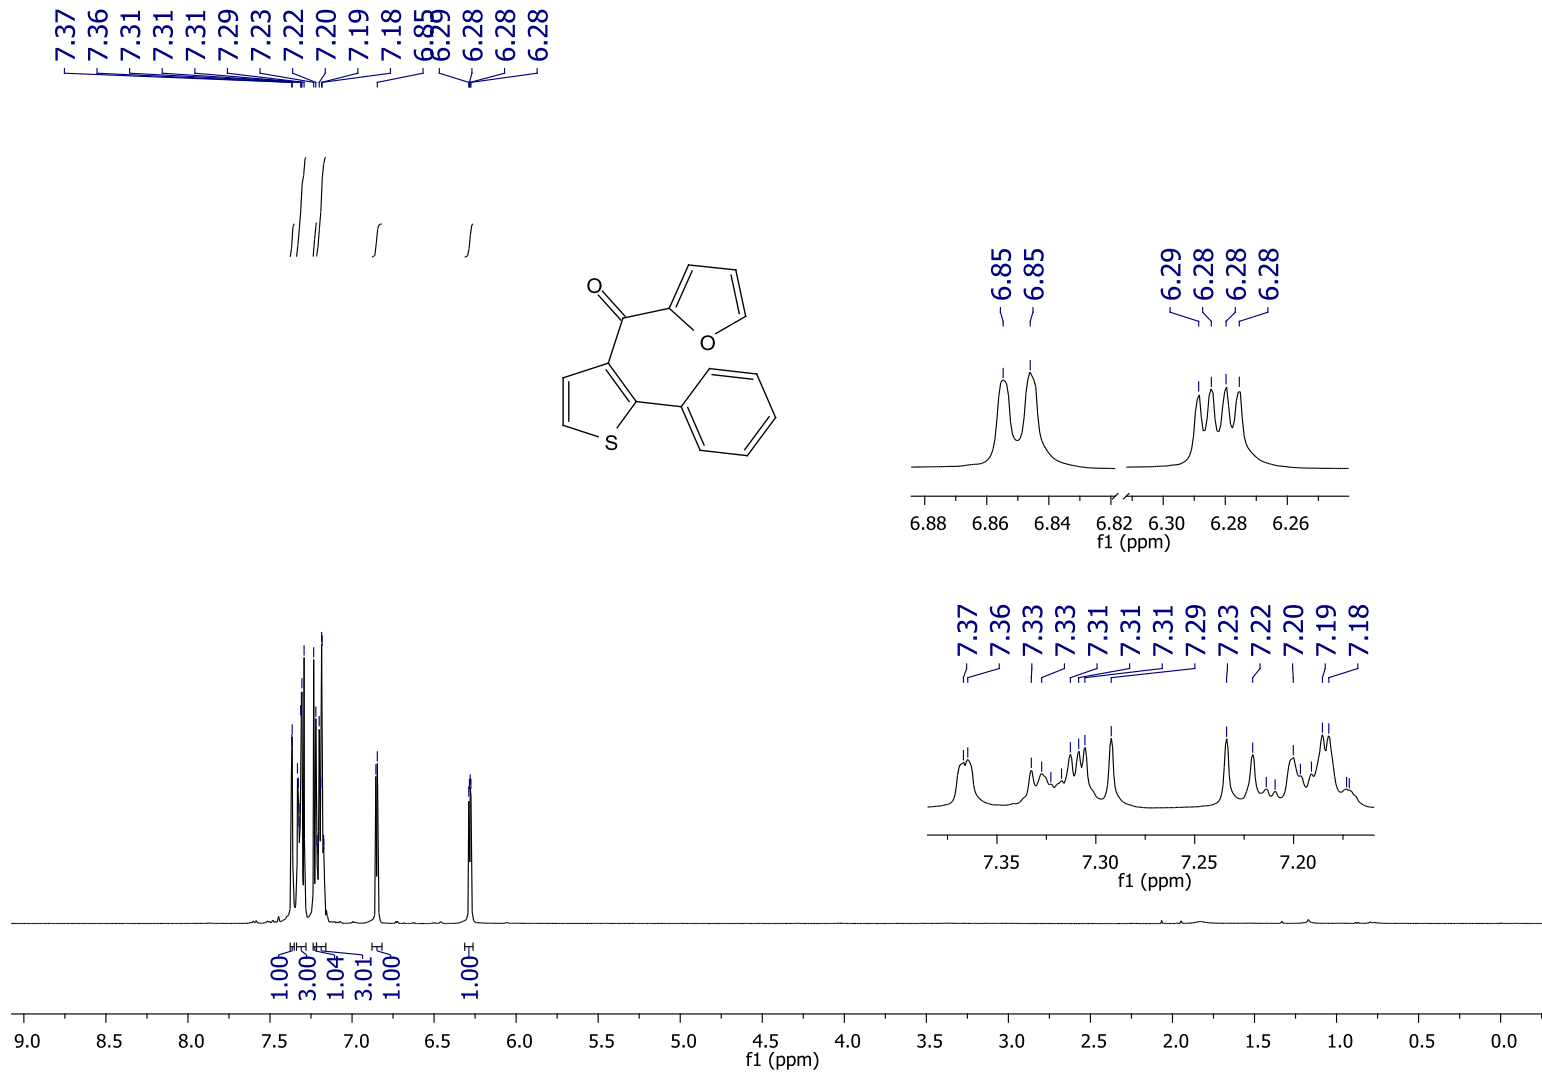 7.37 7.36 7.31 7.31 7.31 7.29 7.23 7.22 7.20 7.19 7.18 6.85 6.29 6.28 6.28 6.28
O
O
S
6.85 6.85 6.29 6.28 6.28 6.28
6.88 6.86 6.84 6.82 6.30 6.28 6.26
f1 (ppm)
7.37 7.36 7.33 7.33 7.31 7.31 7.31 7.29 7.23 7.22 7.20 7.19 7.18
7.35 7.30 7.25 7.20
f1 (ppm)
1.00 3.00 1.04 3.01 1.00 1.00
9.0 8.5 8.0 7.5 7.0 6.5 6.0 5.5 5.0 4.5 4.0 3.5 3.0 2.5 2.0 1.5 1.0 0.5 0.0
f1 (ppm)